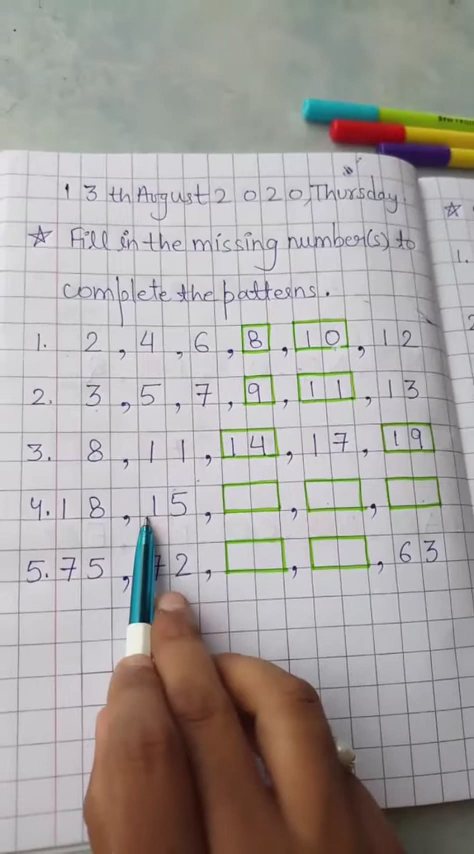 13th August 2020, Thursday.
☆ Fill in the missing number(s) to
complete the patterns.
1. 2, 4, 6, 8, 10, 12
2. 3, 5, 7, 9, 11, 13
3. 8, 11, 14, 17, 19
4. 18, 15, , ,
5. 75, 72, , , 63
☆
1.